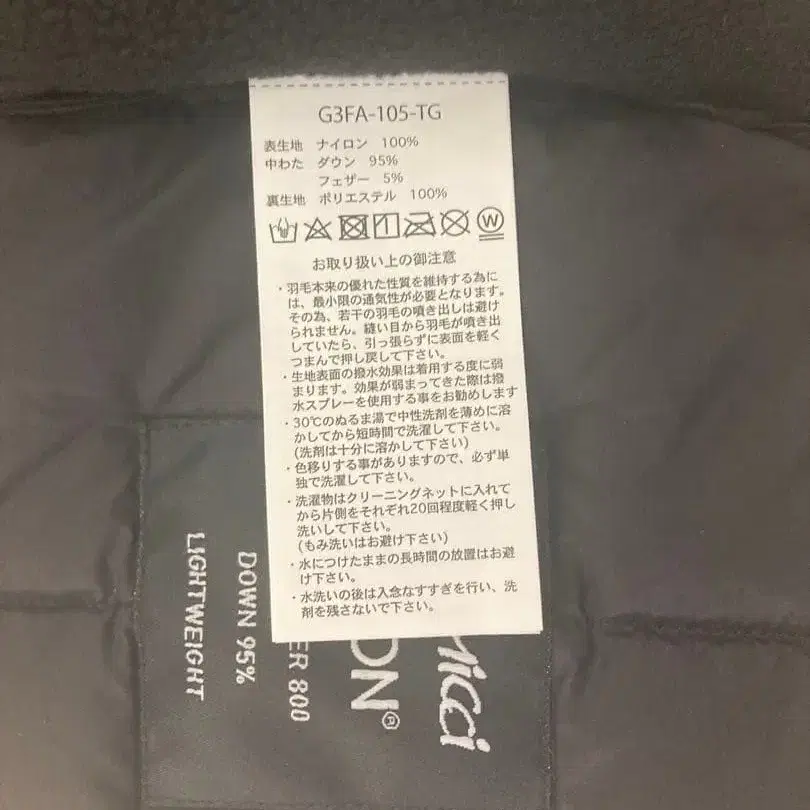 G3FA-105-TG
表生地 ナイロン 100%
中わた ダウン 95%
フェザー 5%
裏生地 ポリエステル 100%
W
お取り扱い上の御注意
・羽毛本来の優れた性質を維持する為に
は、最小限の通気性が必要となります。
その為、若干の羽毛の噴き出しは避け
られません。縫い目から羽毛が噴き出
していたら、引っ張らずに表面を軽く
つまんで押し戻して下さい。
・生地表面の撥水効果は着用する度に弱
まります。効果が弱まってきた際は撥
水スプレーを使用する事をお勧めします
・30℃のぬるま湯で中性洗剤を薄めに溶
かしてから短時間で洗濯して下さい。
(洗剤は十分に溶かして下さい)
・色移りする事がありますので、必ず単
独で洗濯して下さい。
・洗濯物はクリーニングネットに入れて
から片側をそれぞれ20回程度軽く押し
洗いして下さい。
(もみ洗いはお避け下さい)
・水につけたままの長時間の放置はお避
け下さい。
・水洗いの後は入念なすすぎを行い、洗
剤を残さないで下さい。
Micci
ON®
ER 800
DOWN 95%
LIGHTWEIGHT